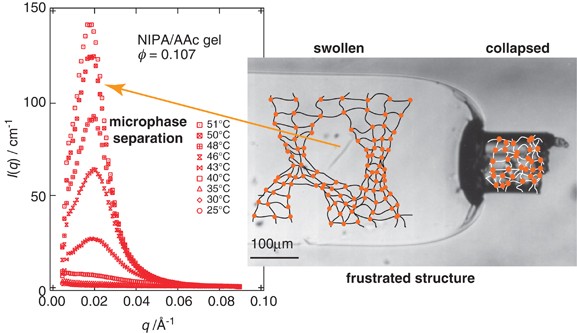 150
100
50
0
I(q) / cm⁻¹
NIPA/AAc gel
ϕ = 0.107
microphase
separation
51°C
50°C
48°C
46°C
43°C
40°C
35°C
30°C
25°C
0.00
0.02
0.04
0.06
0.08
0.10
q /Å⁻¹
swollen
collapsed
100μm
frustrated structure